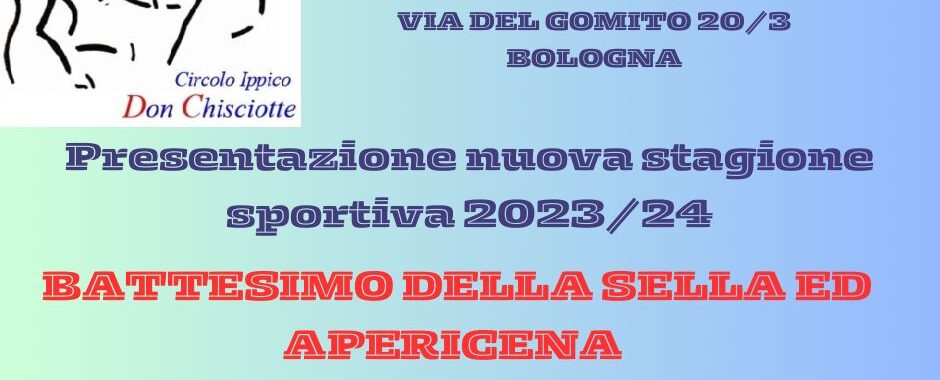 VIA DEL GOMITO 20/3
BOLOGNA
Circolo Ippico
Don Chisciotte
Presentazione nuova stagione
sportiva 2023/24
BATTESIMO DELLA SELLA ED
APERICENA